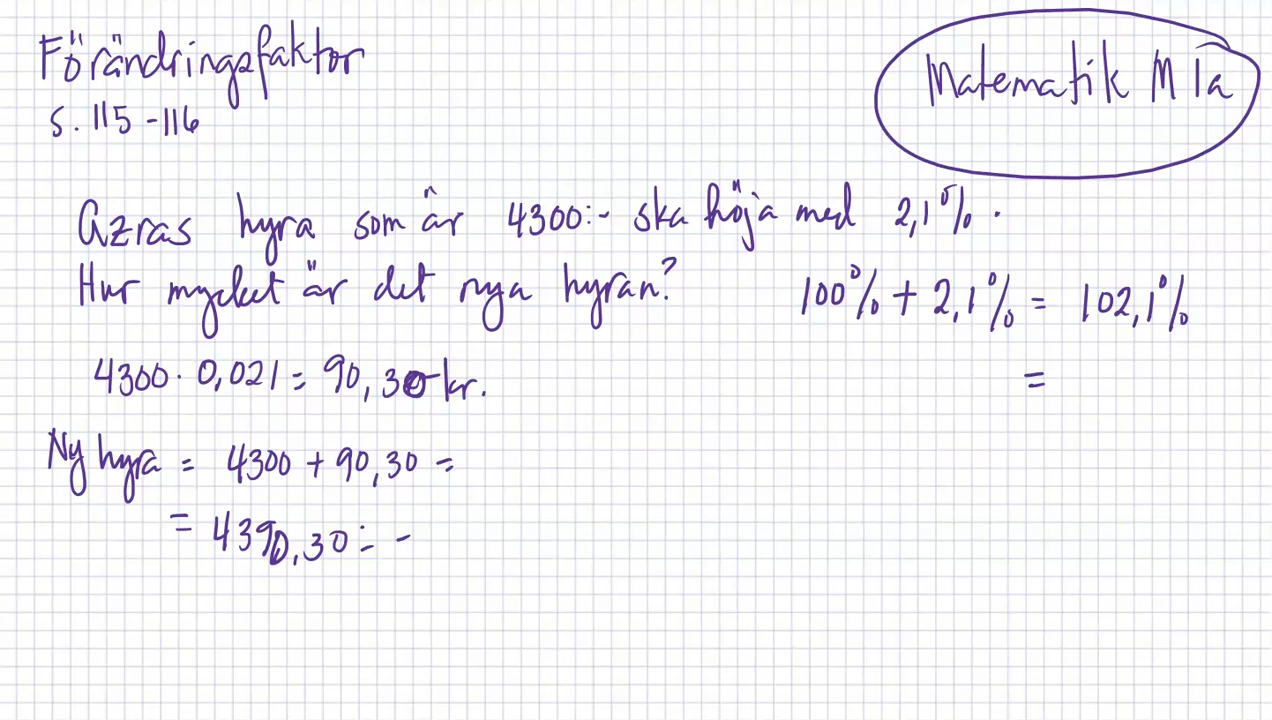 Förändringsfaktor
s. 115-116
Matematik M 1a
Azras hyra som är 4300:- ska höja med 2,1%.
Hur mycket är det nya hyran?
100% + 2,1% = 102,1%
=
4300 · 0,021 = 90,30 kr.
Ny hyra = 4300 + 90,30 =
= 4390,30:-